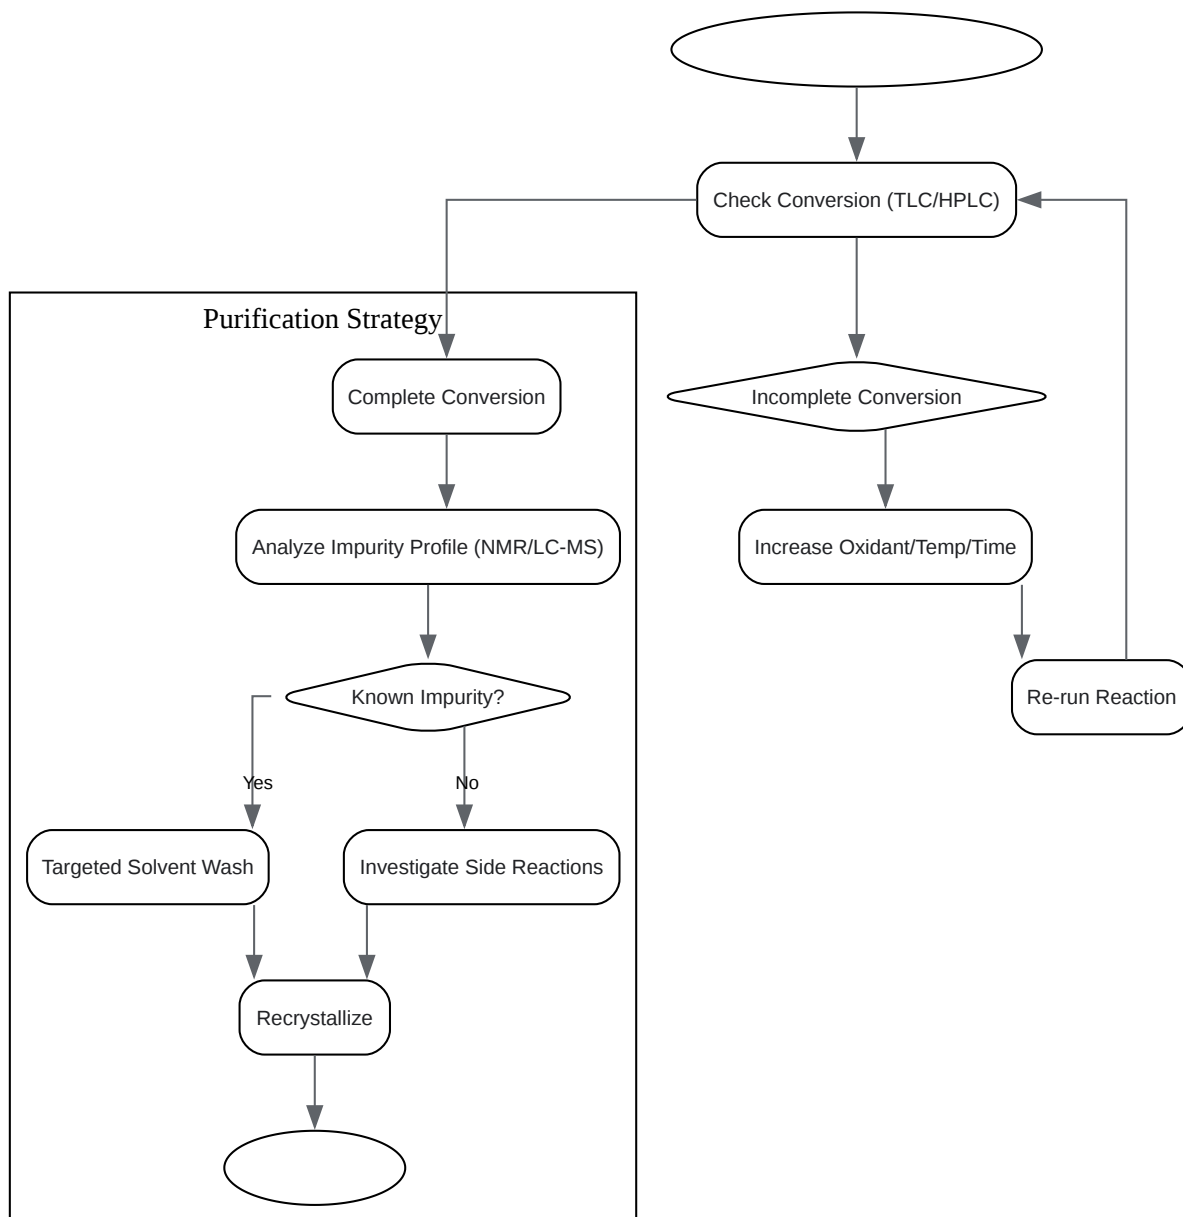 Check Conversion (TLC/HPLC)
Purification Strategy
Complete Conversion
Incomplete Conversion
Analyze Impurity Profile (NMR/LC-MS)
Increase Oxidant/Temp/Time
Known Impurity?
Re-run Reaction
Yes
No
Targeted Solvent Wash
Investigate Side Reactions
Recrystallize